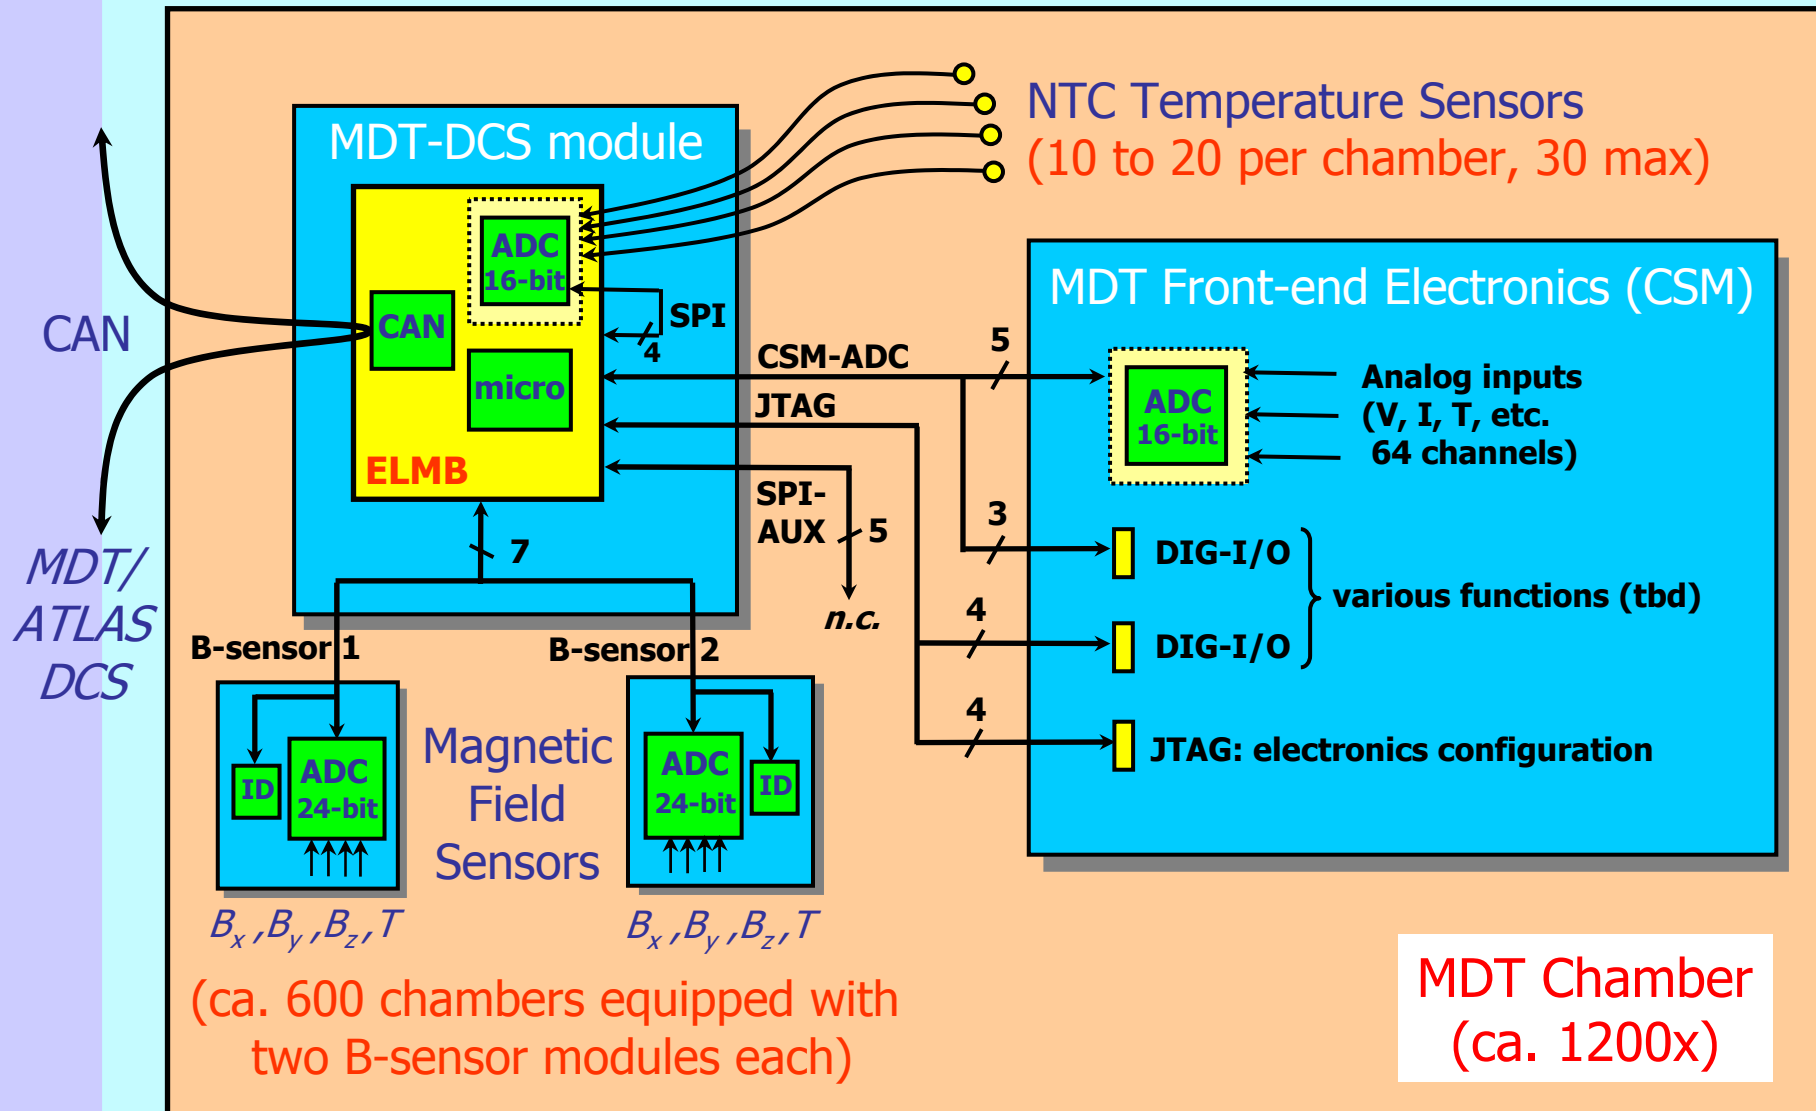 CAN
MDT/
ATLAS
DCS
MDT-DCS module
ADC
16-bit
CAN
micro
ELMB
SPI
4
NTC Temperature Sensors
(10 to 20 per chamber, 30 max)
CSM-ADC
5
JTAG
SPI-
AUX
5
n.c.
7
3
4
4
MDT Front-end Electronics (CSM)
ADC
16-bit
Analog inputs
(V, I, T, etc.
64 channels)
DIG-I/O
DIG-I/O
various functions (tbd)
JTAG: electronics configuration
B-sensor 1
B-sensor 2
ID
ADC
24-bit
Magnetic
Field
Sensors
ADC
24-bit
ID
Bx ,By ,Bz,T
Bx ,By ,Bz,T
(ca. 600 chambers equipped with
two B-sensor modules each)
MDT Chamber
(ca. 1200x)